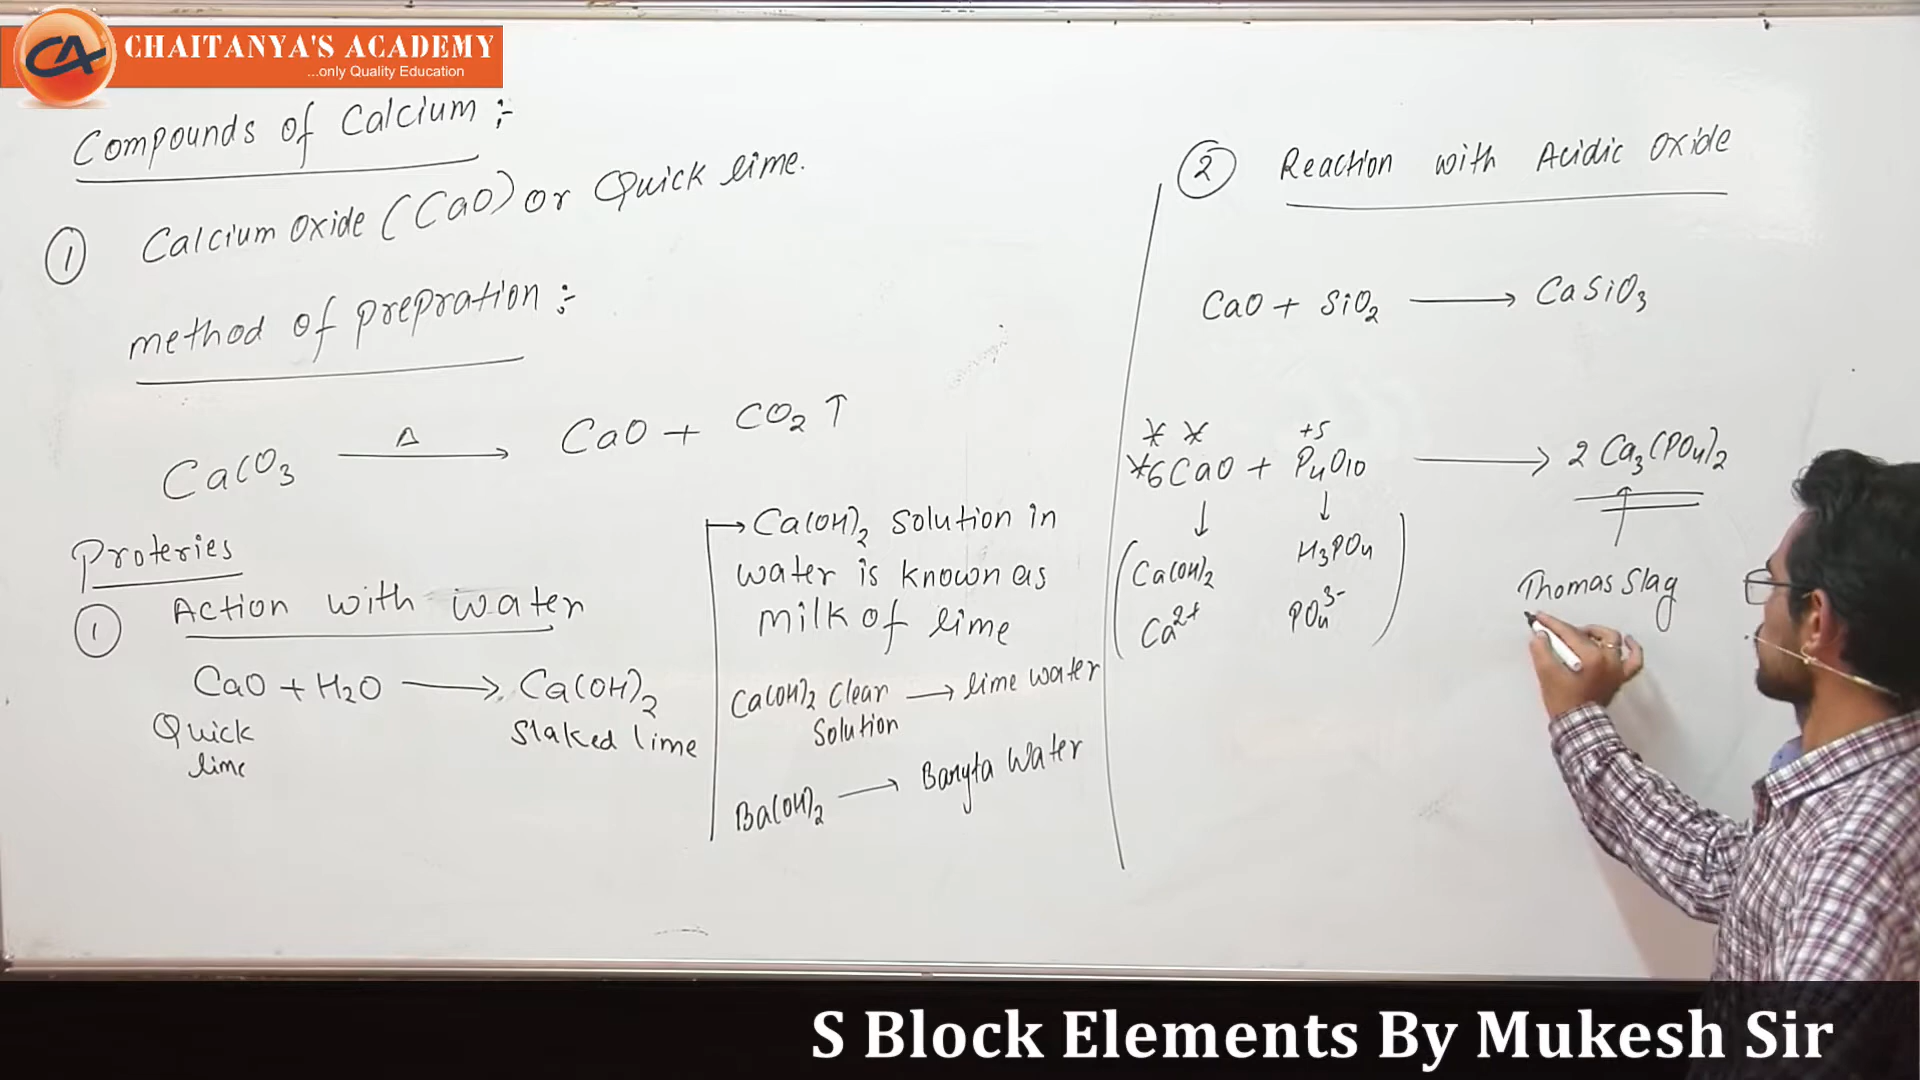 CHAITANYA'S ACADEMY
...only Quality Education
Compounds of Calcium :-
① Calcium Oxide (CaO) or Quick lime.
method of prepration :-
CaCO₃ —Δ→ CaO + CO₂ ↑
Proteries
① Action with water
CaO + H₂O → Ca(OH)₂
Quick lime
Slaked lime
→ Ca(OH)₂ Solution in
water is known as
milk of lime
Ca(OH)₂ Clear Solution → lime water
Ba(OH)₂ → Baryta Water
② Reaction with Acidic Oxide
CaO + SiO₂ → CaSiO₃
* *
+5
*6CaO + P₄O₁₀ → 2 Ca₃(PO₄)₂
↓ ↓
Ca(OH)₂ H₃PO₄
Ca²⁺ PO₄³⁻
Thomas Slag
S Block Elements By Mukesh Sir